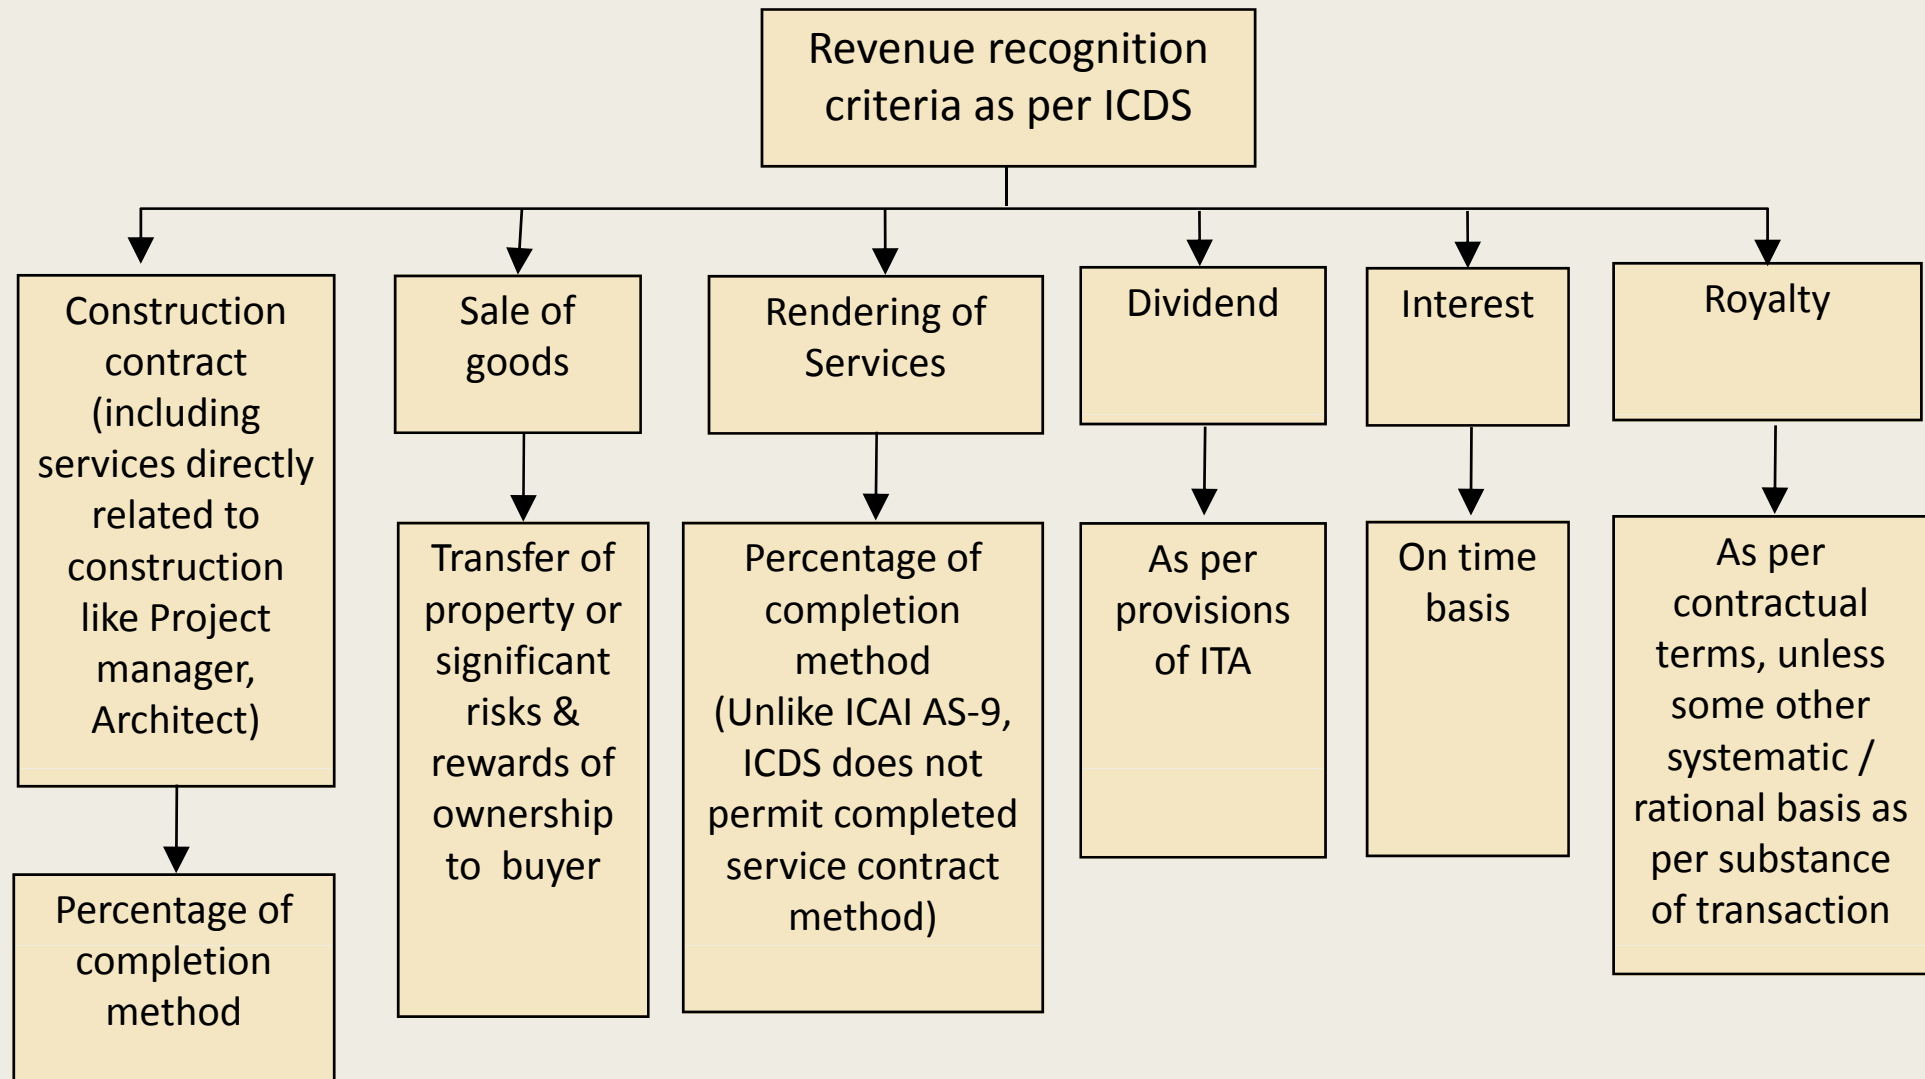 Revenue recognition
criteria as per ICDS
Construction
contract
(including
services directly
related to
construction
like Project
manager,
Architect)
Percentage of
completion
method
Sale of
goods
Transfer of
property or
significant
risks &
rewards of
ownership
to buyer
Rendering of
Services
Percentage of
completion
method
(Unlike ICAI AS-9,
ICDS does not
permit completed
service contract
method)
Dividend
As per
provisions
of ITA
Interest
On time
basis
Royalty
As per
contractual
terms, unless
some other
systematic /
rational basis as
per substance
of transaction